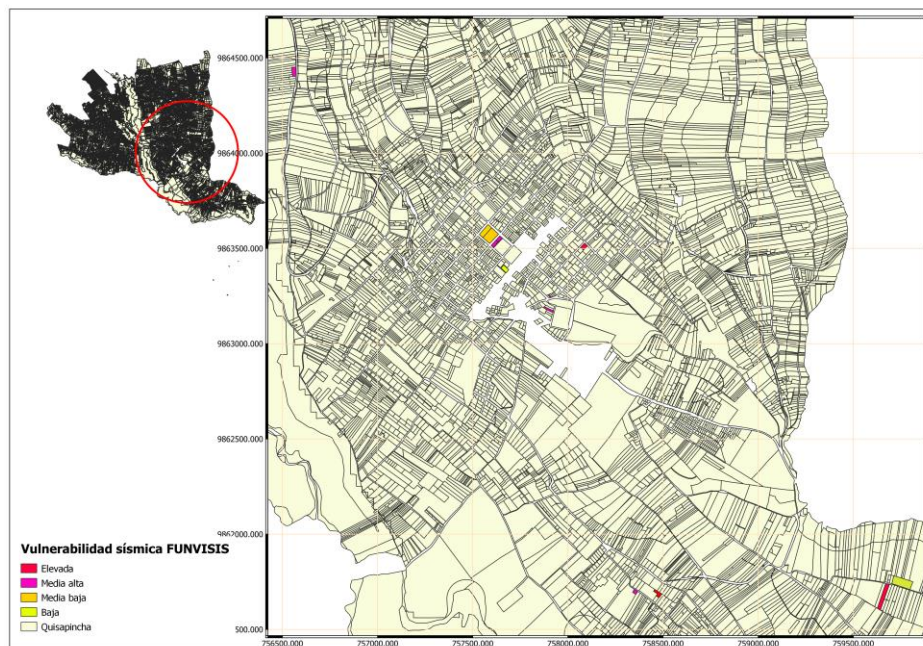 9864500.000
9864000.000
9863500.000
9863000.000
9862500.000
9862000.000
500.000
756500.000 757000.000 757500.000 758000.000 758500.000 759000.000 759500.000
Vulnerabilidad sísmica FUNVISIS
Elevada
Media alta
Media baja
Baja
Quisapincha